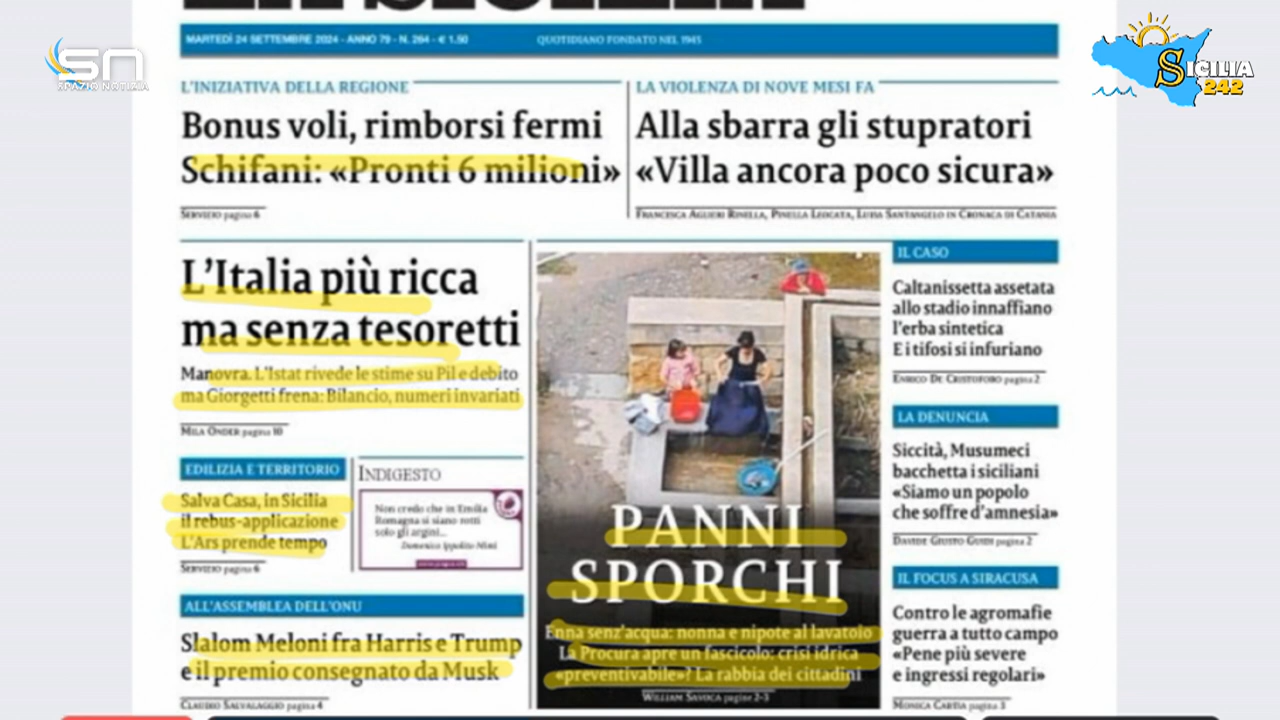 LA SICILIA
MARTEDÌ 24 SETTEMBRE 2024 - ANNO 79 - N. 264 - € 1.50
QUOTIDIANO FONDATO NEL 1945
SN
SPAZIO NOTIZIA
SICILIA
242
L'INIZIATIVA DELLA REGIONE
Bonus voli, rimborsi fermi
Schifani: «Pronti 6 milioni»
SERVIZIO pagina 6
LA VIOLENZA DI NOVE MESI FA
Alla sbarra gli stupratori
«Villa ancora poco sicura»
FRANCESCA AGLIERI RINELLA, PINELLA LEOCATA, LUISA SANTANGELO IN CRONACA DI CATANIA
L'Italia più ricca
ma senza tesoretti
Manovra. L'Istat rivede le stime su Pil e debito
ma Giorgetti frena: Bilancio, numeri invariati
MILA ONDER pagina 10
EDILIZIA E TERRITORIO
Salva Casa, in Sicilia
il rebus-applicazione
L'Ars prende tempo
SERVIZIO pagina 6
INDIGESTO
Non credo che in Emilia
Romagna si siano rotti
solo gli argini...
ALL'ASSEMBLEA DELL'ONU
Slalom Meloni fra Harris e Trump
e il premio consegnato da Musk
CLAUDIO SALVALAGGIO pagina 4
PANNI
SPORCHI
Enna senz'acqua: nonna e nipote al lavatoio
La Procura apre un fascicolo: crisi idrica
«preventivabile»? La rabbia dei cittadini
WILLIAM SAVOCA pagine 2-3
IL CASO
Caltanissetta assetata
allo stadio innaffiano
l'erba sintetica
E i tifosi si infuriano
ENRICO DE CRISTOFORO pagina 2
LA DENUNCIA
Siccità, Musumeci
bacchetta i siciliani
«Siamo un popolo
che soffre d'amnesia»
DAVIDE GIUSTO GUIDI pagina 2
IL FOCUS A SIRACUSA
Contro le agromafie
guerra a tutto campo
«Pene più severe
e ingressi regolari»
MONICA CARTIA pagina 3